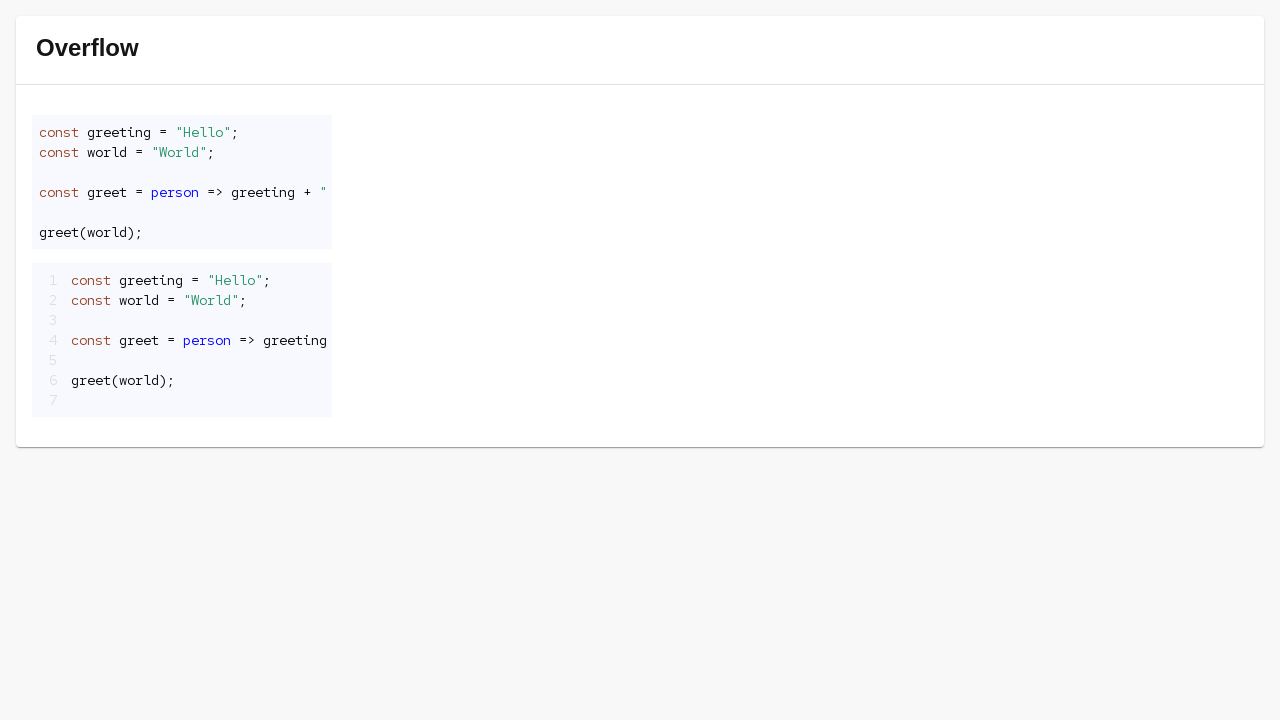 Overflow
const greeting = "Hello";
const world = "World";
const greet = person => greeting + "
greet(world);
1 const greeting = "Hello";
2 const world = "World";
3
4 const greet = person => greeting
5
6 greet(world);
7